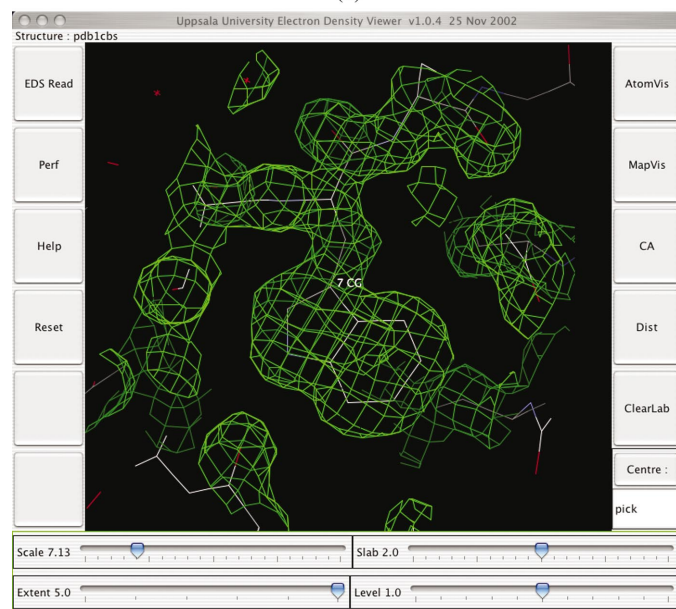 Uppsala University Electron Density Viewer v1.0.4 25 Nov 2002
Structure : pdb1cbs
EDS Read
AtomVis
Perf
MapVis
Help
CA
7 CG
Reset
Dist
ClearLab
Centre :
pick
Scale 7.13
Slab 2.0
Extent 5.0
Level 1.0